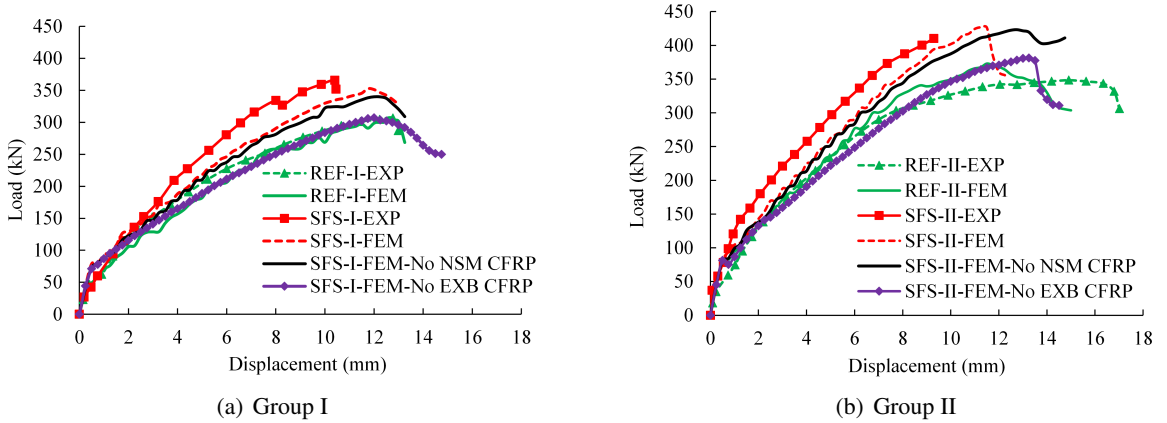 450
400
350
300
250
200
150
100
50
0
Load (kN)
REF-I-EXP
REF-I-FEM
SFS-I-EXP
SFS-I-FEM
SFS-I-FEM-No NSM CFRP
SFS-I-FEM-No EXB CFRP
0 2 4 6 8 10 12 14 16
Displacement (mm)
(a) Group I
450
400
350
300
250
200
150
100
50
0
Load (kN)
REF-II-EXP
REF-II-FEM
SFS-II-EXP
SFS-II-FEM
SFS-II-FEM-No NSM CFRP
SFS-II-FEM-No EXB CFRP
0 2 4 6 8 10 12 14 16 18
Displacement (mm)
(b) Group II